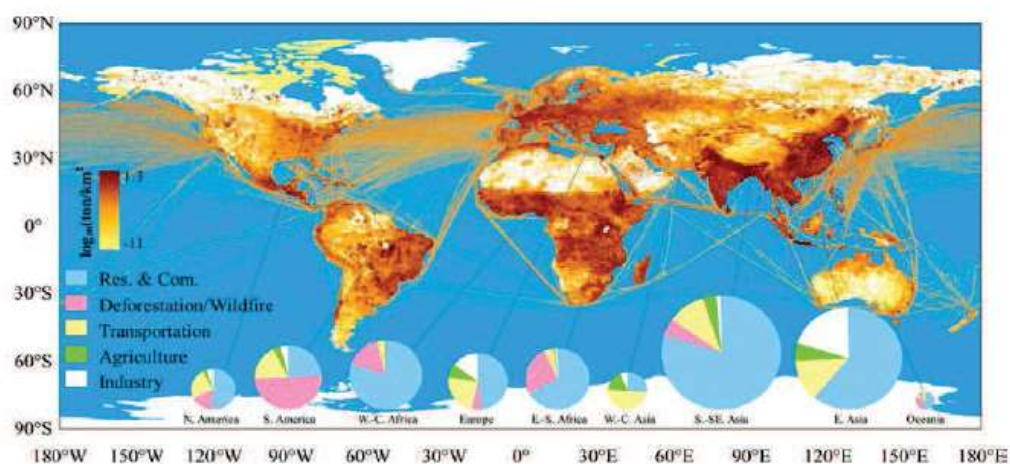 90°N
60°N
30°N
0°
30°S
60°S
90°S
log₁₀(ton/km²
-11
Res. & Com.
Deforestation/Wildfire
Transportation
Agriculture
Industry
N. America S. America W.-C. Africa Europe E.-S. Africa W.-C. Asia S.-SE. Asia E. Asia Oceania
180°W 150°W 120°W 90°W 60°W 30°W 0° 30°E 60°E 90°E 120°E 150°E 180°E